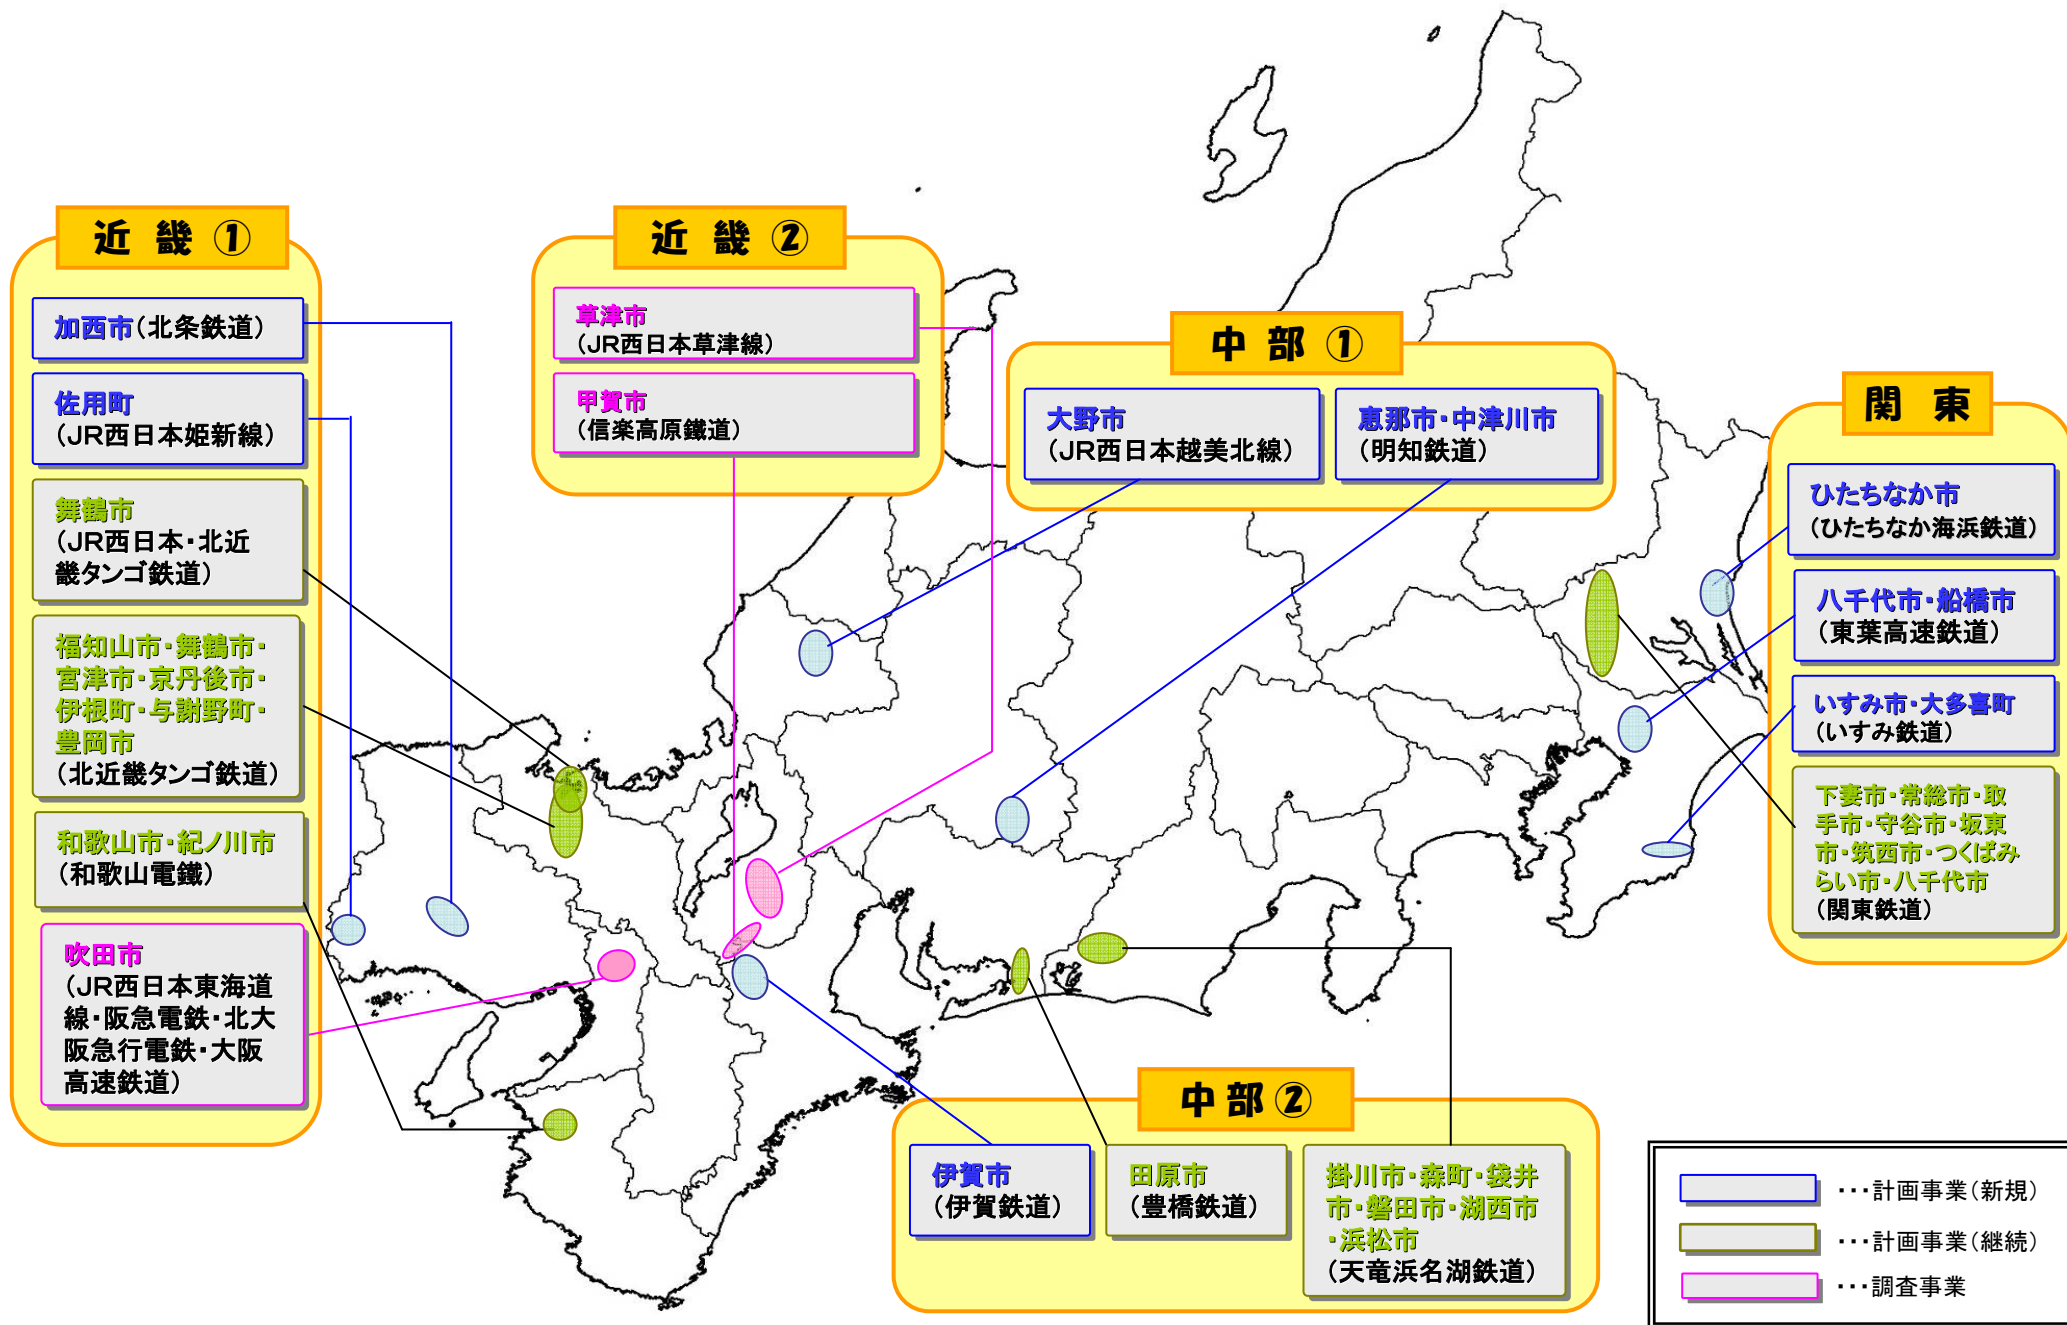 近畿①
加西市(北条鉄道)
佐用町
(JR西日本姫新線)
舞鶴市
(JR西日本・北近
畿タンゴ鉄道)
福知山市・舞鶴市・
宮津市・京丹後市・
伊根町・与謝野町・
豊岡市
(北近畿タンゴ鉄道)
和歌山市・紀ノ川市
(和歌山電鐵)
吹田市
(JR西日本東海道
線・阪急電鉄・北大
阪急行電鉄・大阪
高速鉄道)
近畿②
草津市
(JR西日本草津線)
甲賀市
(信楽高原鐵道)
中部①
大野市
(JR西日本越美北線)
恵那市・中津川市
(明知鉄道)
関東
ひたちなか市
(ひたちなか海浜鉄道)
八千代市・船橋市
(東葉高速鉄道)
いすみ市・大多喜町
(いすみ鉄道)
下妻市・常総市・取
手市・守谷市・坂東
市・筑西市・つくばみ
らい市・八千代市
(関東鉄道)
中部②
伊賀市
(伊賀鉄道)
田原市
(豊橋鉄道)
掛川市・森町・袋井
市・磐田市・湖西市
・浜松市
(天竜浜名湖鉄道)
・・・計画事業(新規)
・・・計画事業(継続)
・・・調査事業